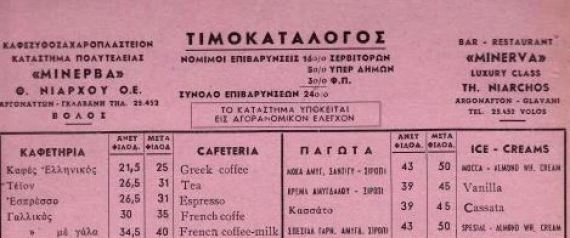 ΤΙΜΟΚΑΤΑΛΟΓΟΣ
ΚΑΦΕΖΥΘΟΖΑΧΑΡΟΠΛΑΣΤΕΙΟΝ
ΚΑΤΑΣΤΗΜΑ ΠΟΛΥΤΕΛΕΙΑΣ
«ΜΙΝΕΡΒΑ»
Θ. ΝΙΑΡΧΟΥ Ο.Ε.
ΑΡΓΟΝΑΥΤΩΝ - ΓΚΛΑΒΑΝΗ ΤΗΛ. 25.452
ΒΟΛΟΣ
ΝΟΜΙΜΟΙ ΕΠΙΒΑΡΥΝΣΕΙΣ 16ο)ο ΣΕΡΒΙΤΟΡΩΝ
5ο)ο ΥΠΕΡ ΔΗΜΩΝ
3ο)ο Φ.Π.
ΣΥΝΟΛΟ ΕΠΙΒΑΡΥΝΣΕΩΝ 24ο)ο
ΤΟ ΚΑΤΑΣΤΗΜΑ ΥΠΟΚΕΙΤΑΙ
ΕΙΣ ΑΓΟΡΑΝΟΜΙΚΟΝ ΕΛΕΓΧΟΝ
BAR - RESTAURANT
«MINERVA»
LUXURY CLASS
TH. NIARCHOS
ARGONAFTON - GLAVANI
TEL. 25.452 VOLOS
ΚΑΦΕΤΗΡΙΑ ΑΝΕΥ ΦΙΛΟΔ. ΜΕΤΑ ΦΙΛΟΔ. CAFETERIA
Καφές Ἑλληνικός 21,5 25 Greek coffee
Τέϊον 26,5 31 Tea
Ἐσπρέσσο 26,5 31 Espresso
Γαλλικός 30 35 French coffe
» μέ γάλα 34,5 40 French coffee-milk
ΠΑΓΩΤΑ ΑΝΕΥ ΦΙΛΟΔ. ΜΕΤΑ ΦΙΛΟΔ. ICE - CREAMS
ΜΟΚΑ-ΑΜΥΓ, ΣΑΝΤΙΓΥ - ΣΙΡΟΠΙ 43 50 MOCCA - ALMOND WH. CREAM
ΚΡΕΜΑ ΑΜΥΓΔΑΛΟΥ - ΣΙΡΟΠΙ 39 45 Vanilla
Κασσάτο 39 45 Cassata
ΣΠΕΣΙΑΛ ΓΑΡΝ. ΑΜΥΓΔ. ΣΙΡΟΠΙ 43 50 SPESIAL - ALMOND WH. CREAM